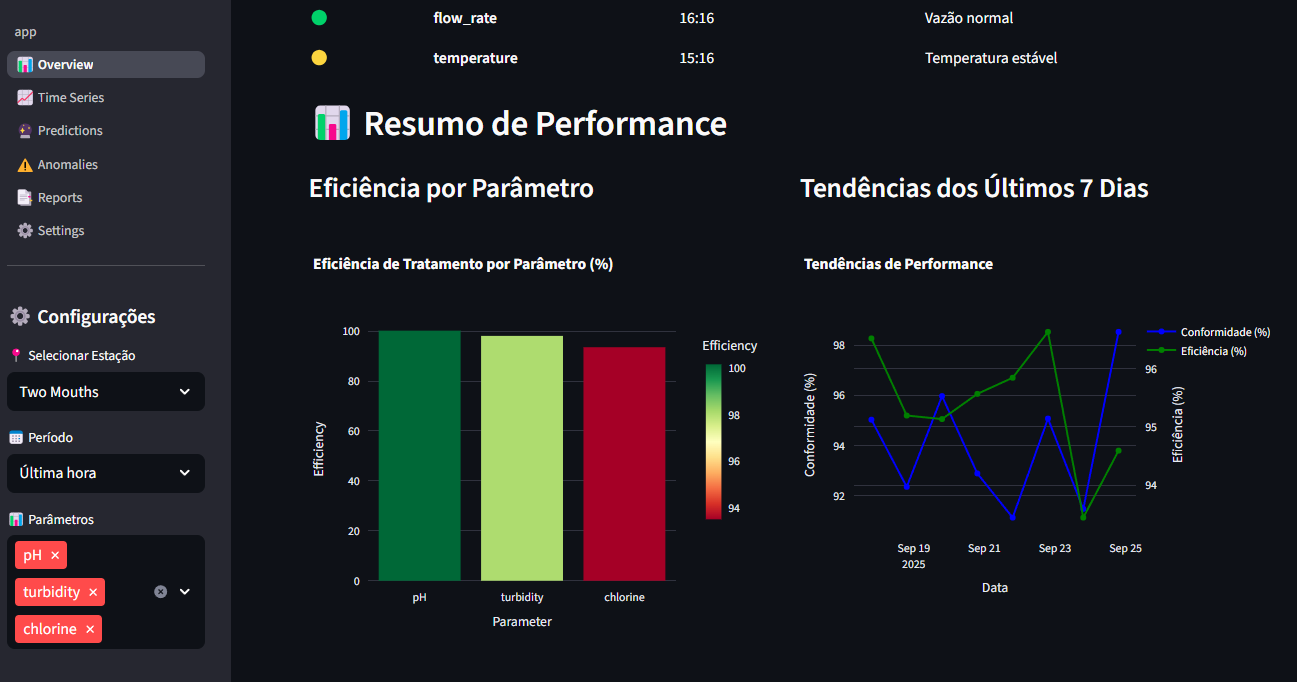 app
Overview
Time Series
Predictions
Anomalies
Reports
Settings
Configurações
Selecionar Estação
Two Mouths
Período
Última hora
Parâmetros
pH ×
turbidity ×
chlorine ×
flow_rate 16:16 Vazão normal
temperature 15:16 Temperatura estável
Resumo de Performance
Eficiência por Parâmetro
Eficiência de Tratamento por Parâmetro (%)
100
80
60
40
20
0
Efficiency
pH turbidity chlorine
Parameter
Efficiency
100
98
96
94
Tendências dos Últimos 7 Dias
Tendências de Performance
98
96
94
92
Conformidade (%)
Sep 19 Sep 21 Sep 23 Sep 25
2025
Data
96
95
94
Eficiência (%)
Conformidade (%)
Eficiência (%)